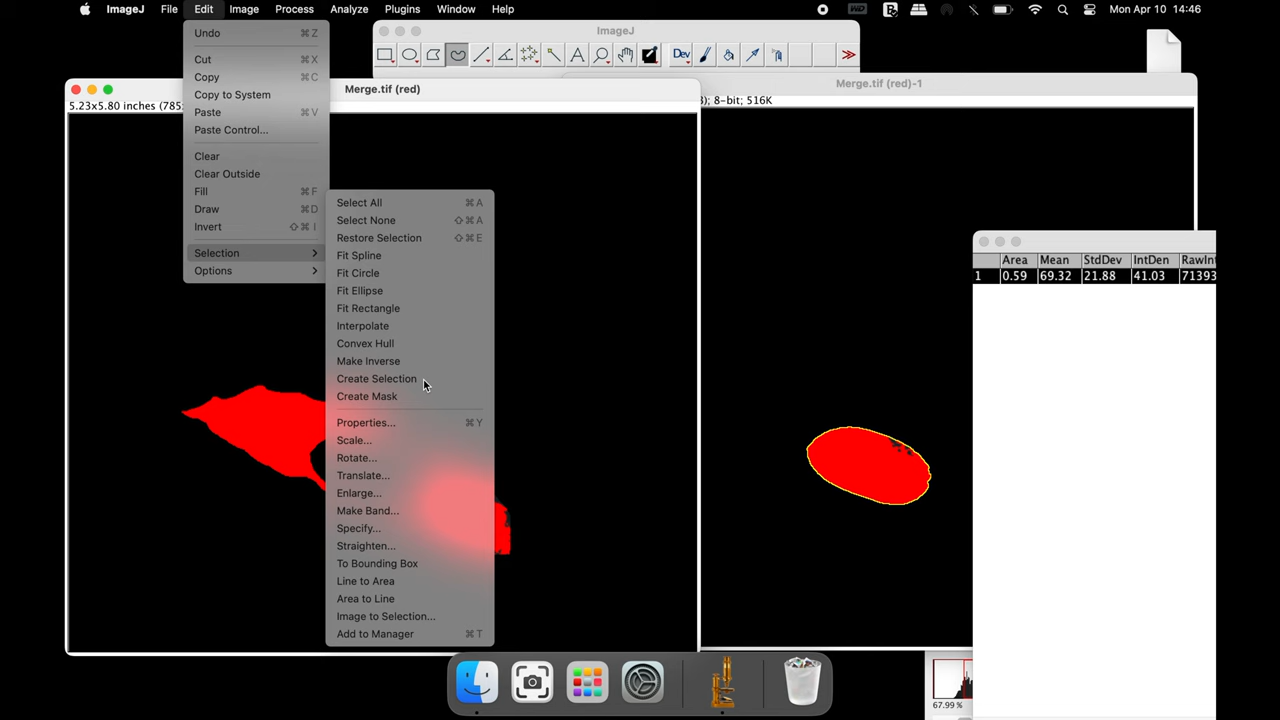 ImageJ File Edit Image Process Analyze Plugins Window Help Mon Apr 10 14:46
ImageJ
Dev
Merge.tif (red)
5.23x5.80 inches (785
Merge.tif (red)-1
); 8-bit; 516K
Undo ⌘Z
Cut ⌘X
Copy ⌘C
Copy to System
Paste ⌘V
Paste Control...
Clear
Clear Outside
Fill ⌘F
Draw ⌘D
Invert ⇧⌘I
Selection
Options
Select All ⌘A
Select None ⇧⌘A
Restore Selection ⇧⌘E
Fit Spline
Fit Circle
Fit Ellipse
Fit Rectangle
Interpolate
Convex Hull
Make Inverse
Create Selection
Create Mask
Properties... ⌘Y
Scale...
Rotate...
Translate...
Enlarge...
Make Band...
Specify...
Straighten...
To Bounding Box
Line to Area
Area to Line
Image to Selection...
Add to Manager ⌘T
Area Mean StdDev IntDen RawInt
1 0.59 69.32 21.88 41.03 71393
67.99 %